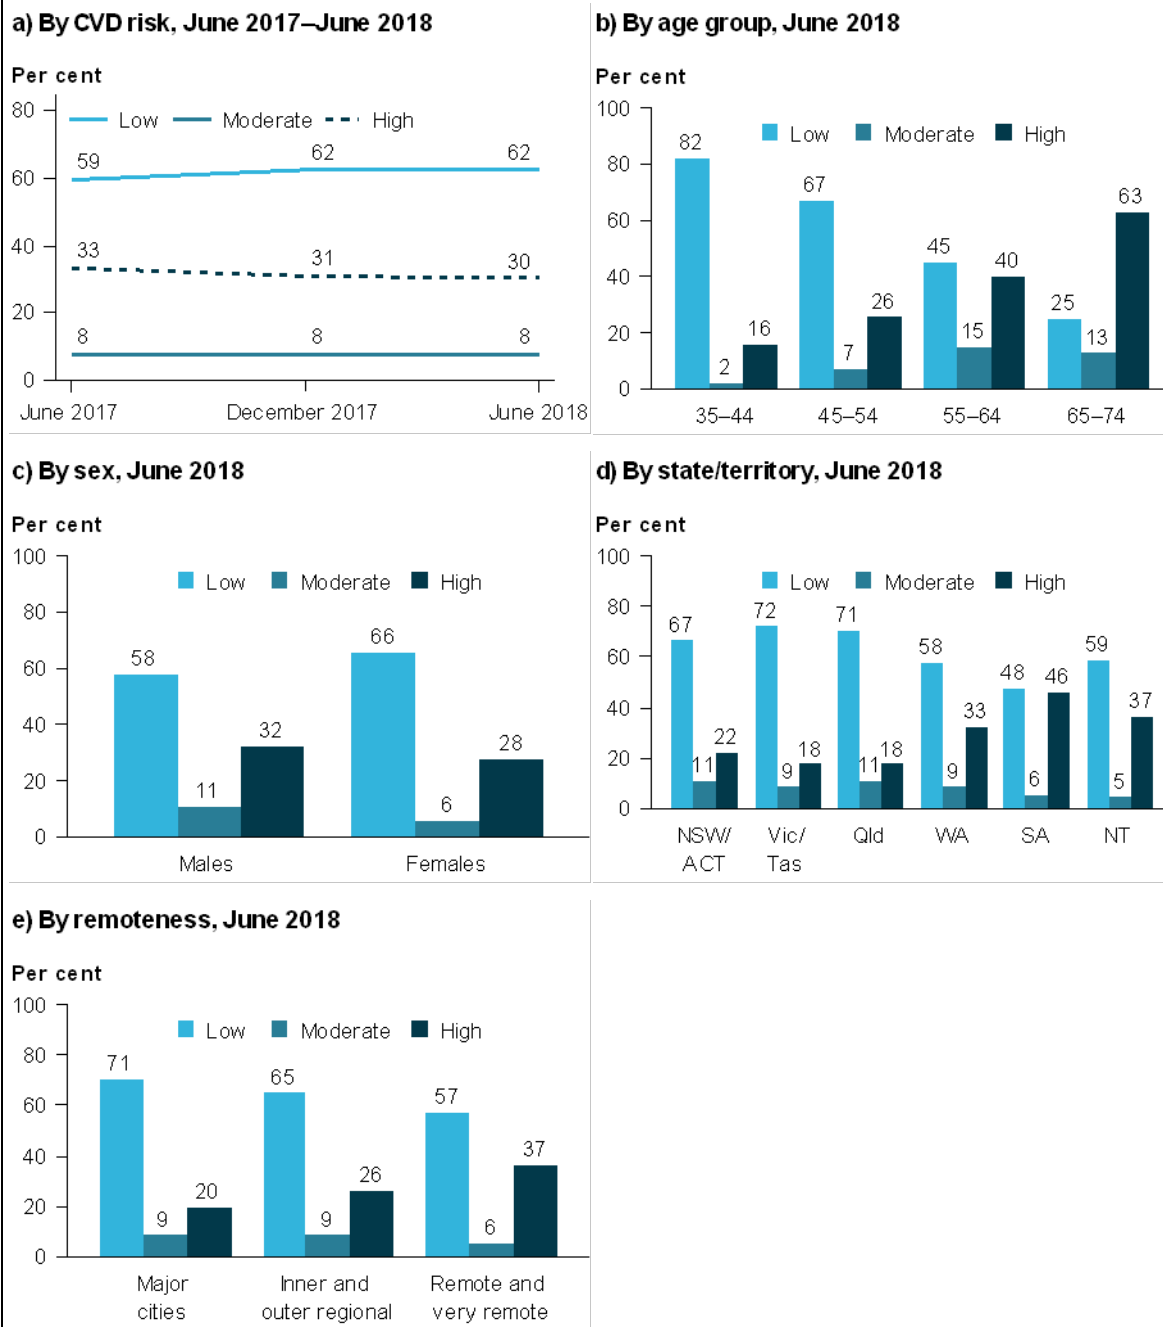 a) By CVD risk, June 2017–June 2018
Per cent
80
60
40
20
0
Low Moderate High
59 62 62
33 31 30
8 8 8
June 2017 December 2017 June 2018
b) By age group, June 2018
Per cent
100
80
60
40
20
0
Low Moderate High
82 2 16
67 7 26
45 15 40
25 13 63
35–44 45–54 55–64 65–74
c) By sex, June 2018
Per cent
100
80
60
40
20
0
Low Moderate High
58 11 32
66 6 28
Males Females
d) By state/territory, June 2018
Per cent
100
80
60
40
20
0
Low Moderate High
67 11 22
72 9 18
71 11 18
58 9 33
48 6 46
59 5 37
NSW/ Vic/ Qld WA SA NT
ACT Tas
e) By remoteness, June 2018
Per cent
100
80
60
40
20
0
Low Moderate High
71 9 20
65 9 26
57 6 37
Major Inner and Remote and
cities outer regional very remote